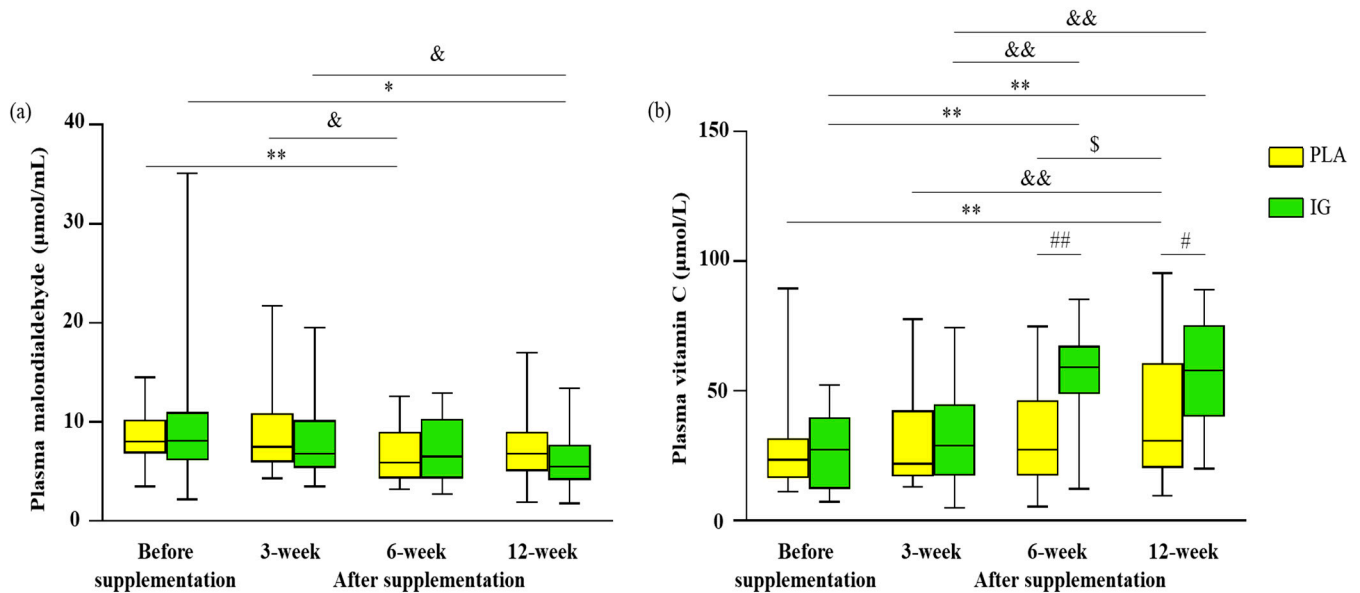 (a)
Plasma malondialdehyde (μmol/mL)
40
30
20
10
0
&
*
&
**
Before
supplementation
3-week
6-week
12-week
After supplementation
(b)
Plasma vitamin C (μmol/L)
150
100
50
0
&&
&&
**
**
$
&&
**
##
#
Before
supplementation
3-week
6-week
12-week
After supplementation
PLA
IG